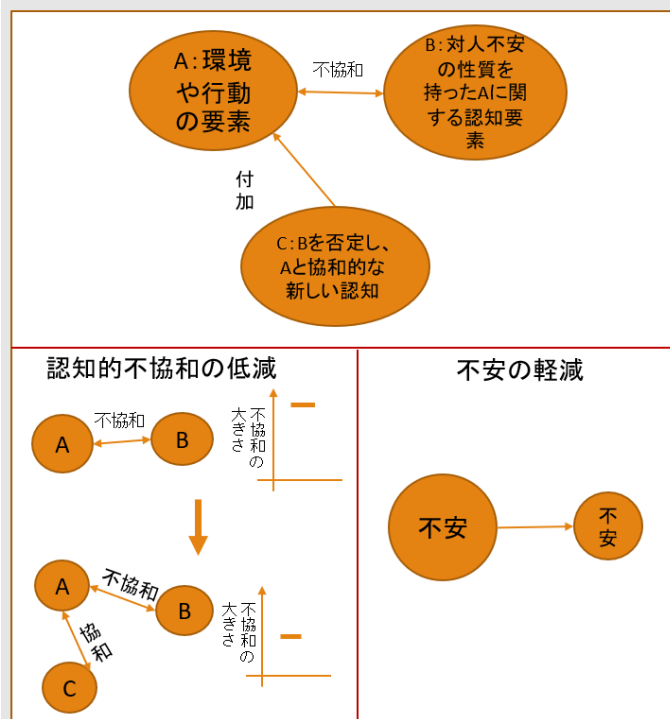 A:環境
や行動
の要素
不協和
B:対人不安
の性質を
持ったAに関
する認知要
素
付
加
C:Bを否定し、
Aと協和的な
新しい認知
認知的不協和の低減
A
不協和
B
不協和の
大きさ
A
不協和
B
協和
C
不協和の
大きさ
不安の軽減
不安
不
安